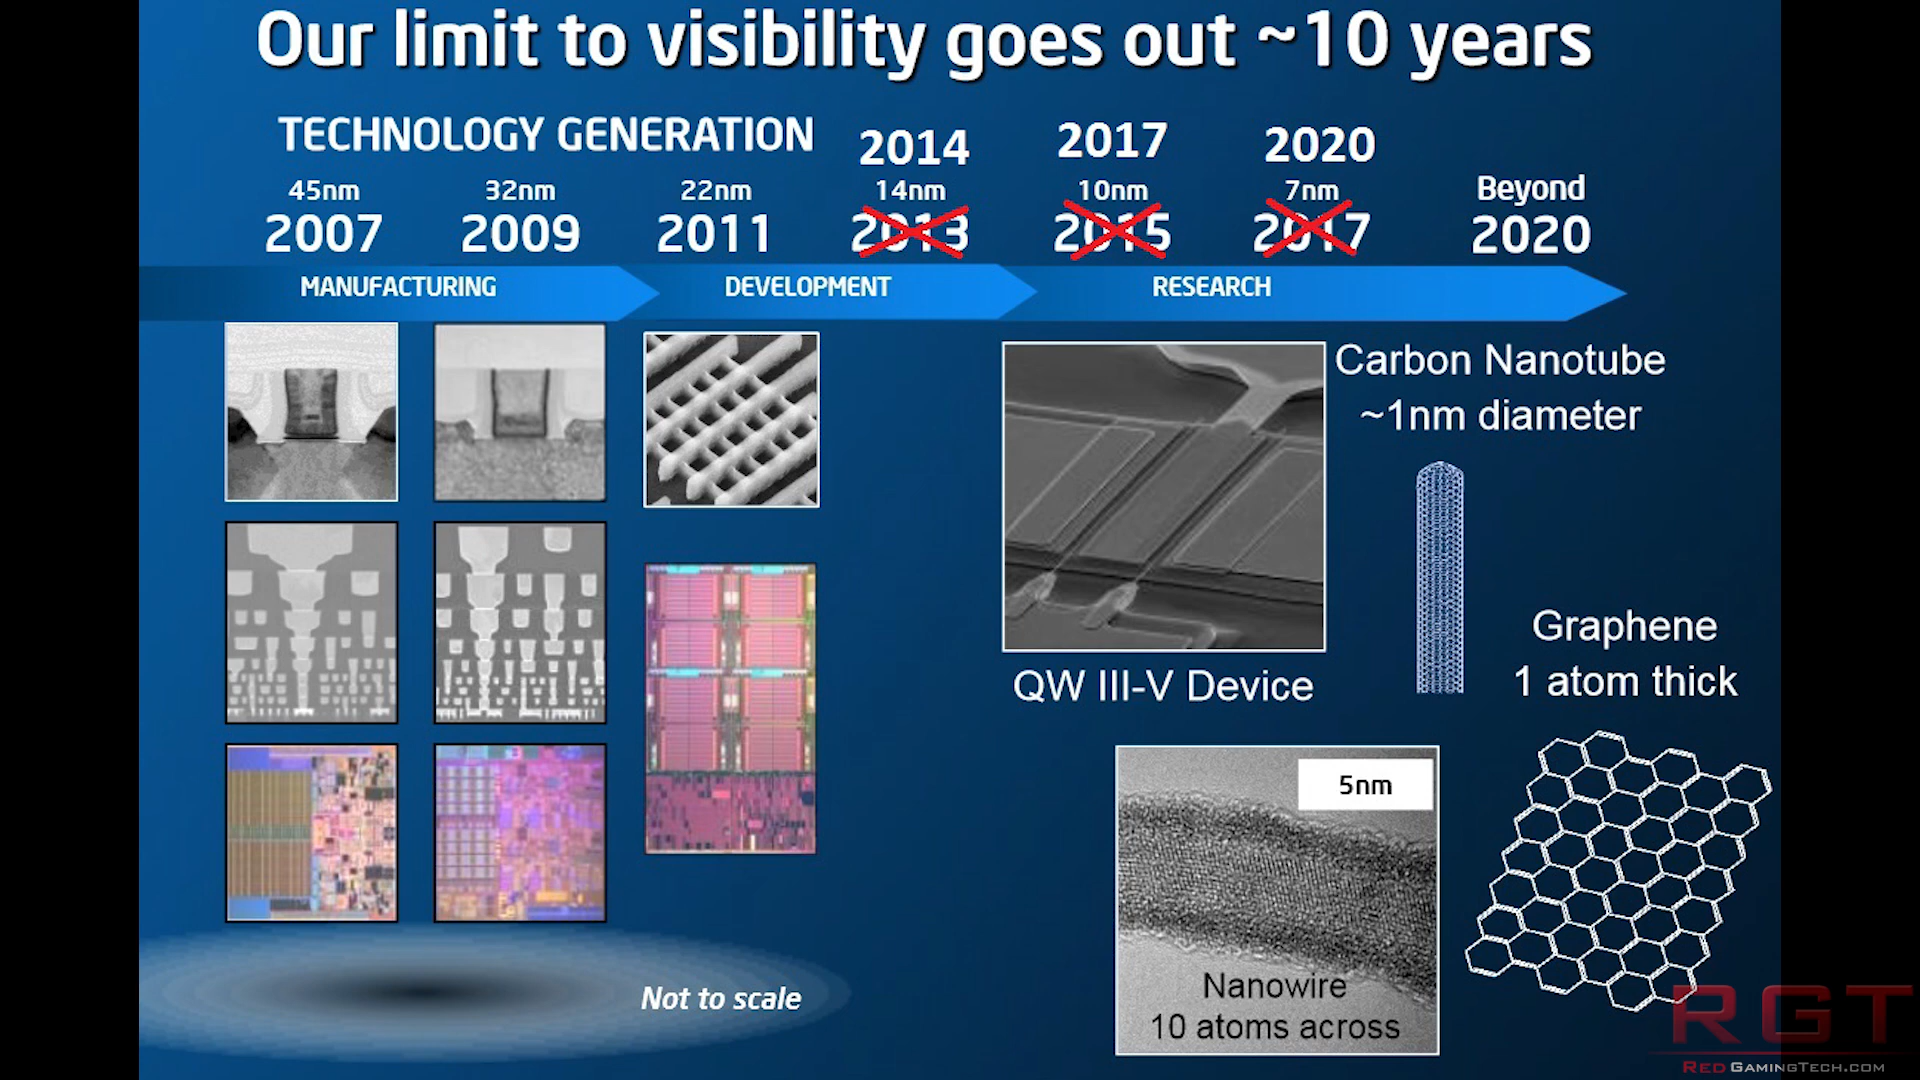 Our limit to visibility goes out ~10 years
TECHNOLOGY GENERATION
2014
2017
2020
45nm
32nm
22nm
14nm
10nm
7nm
Beyond
2007
2009
2011
2013
2015
2017
2020
MANUFACTURING
DEVELOPMENT
RESEARCH
Carbon Nanotube
~1nm diameter
QW III-V Device
Graphene
1 atom thick
5nm
Nanowire
10 atoms across
Not to scale
RGT
REDGAMINGTECH.COM